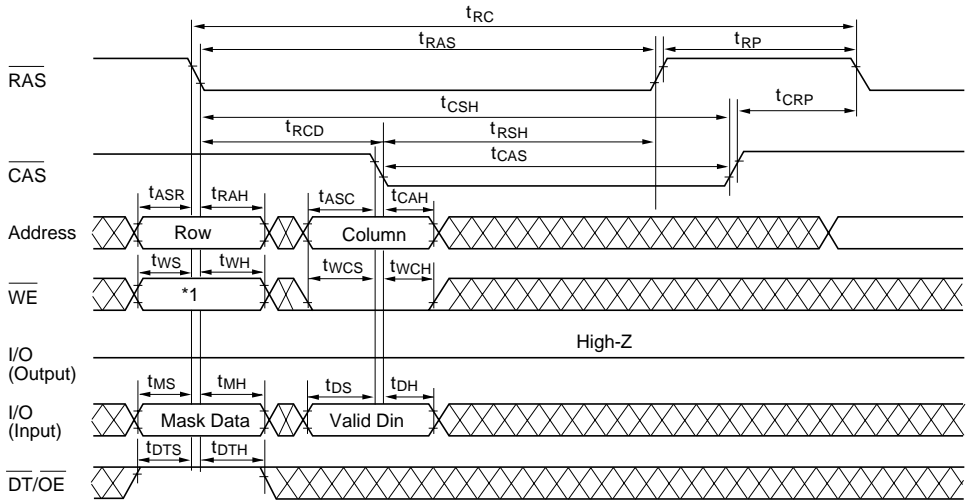 tRC
tRAS tRP
RAS
tCSH tCRP
tRCD tRSH
tCAS
CAS
tASR tRAH tASC tCAH
Address Row Column
tWS tWH tWCS tWCH
WE *1
High-Z
I/O
(Output)
tMS tMH tDS tDH
I/O
(Input) Mask Data Valid Din
tDTS tDTH
DT/OE